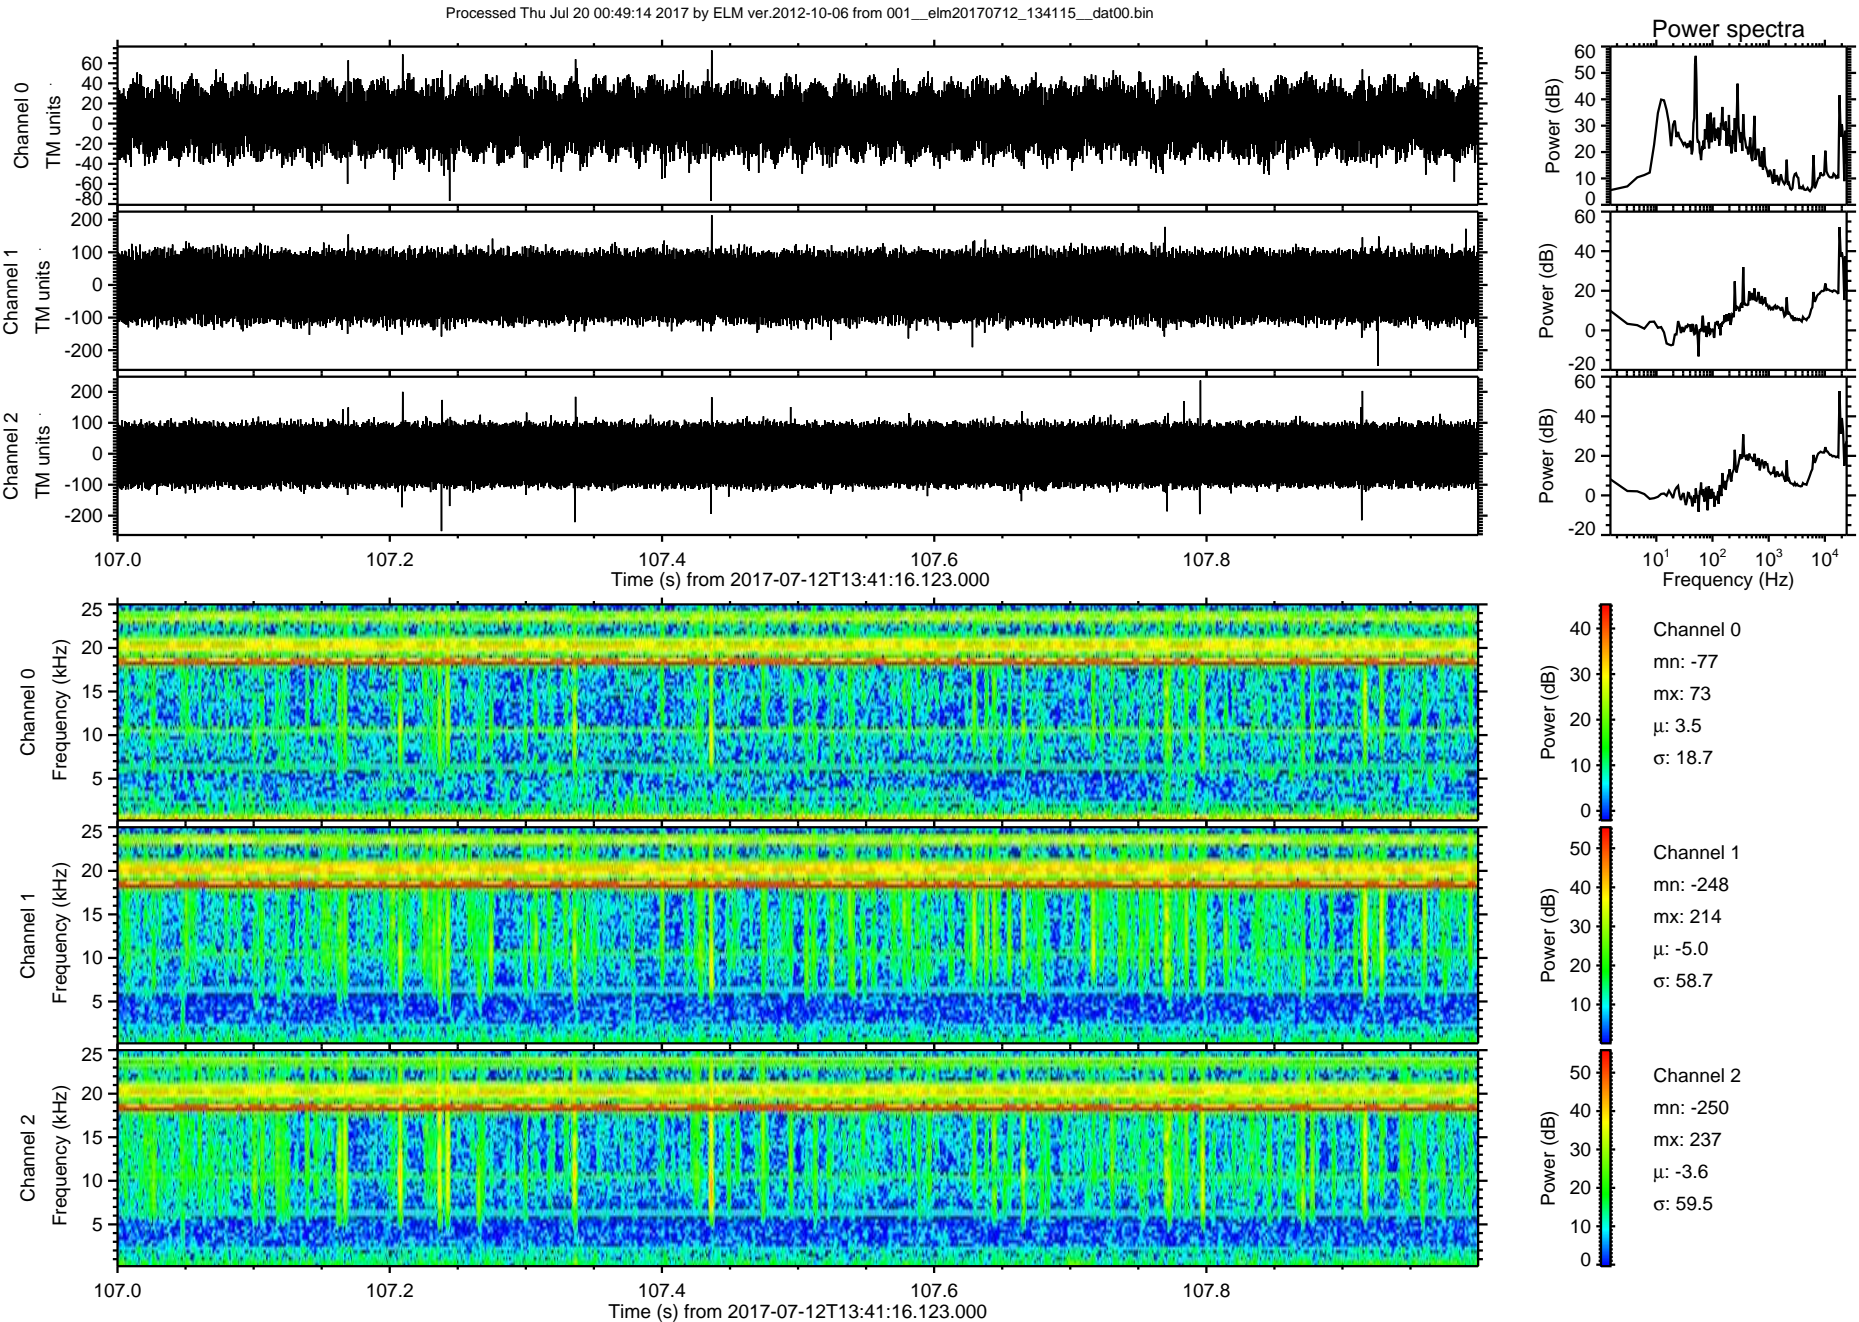 Processed Thu Jul 20 00:49:14 2017 by ELM ver.2012-10-06 from 001__elm20170712_134115__dat00.bin
Power spectra
Channel 0
TM units
60
40
20
0
-20
-40
-60
-80
Power (dB)
60
50
40
30
20
10
0
Channel 1
TM units
200
100
0
-100
-200
Power (dB)
60
40
20
0
-20
Channel 2
TM units
200
100
0
-100
-200
Power (dB)
60
40
20
0
-20
107.0
107.2
107.4
107.6
107.8
Time (s) from 2017-07-12T13:41:16.123.000
10^1
10^2
10^3
10^4
Frequency (Hz)
Channel 0
Frequency (kHz)
25
20
15
10
5
Power (dB)
40
30
20
10
0
Channel 0
mn: -77
mx: 73
μ: 3.5
σ: 18.7
Channel 1
Frequency (kHz)
25
20
15
10
5
Power (dB)
50
40
30
20
10
Channel 1
mn: -248
mx: 214
μ: -5.0
σ: 58.7
Channel 2
Frequency (kHz)
25
20
15
10
5
Power (dB)
50
40
30
20
10
0
Channel 2
mn: -250
mx: 237
μ: -3.6
σ: 59.5
107.0
107.2
107.4
107.6
107.8
Time (s) from 2017-07-12T13:41:16.123.000